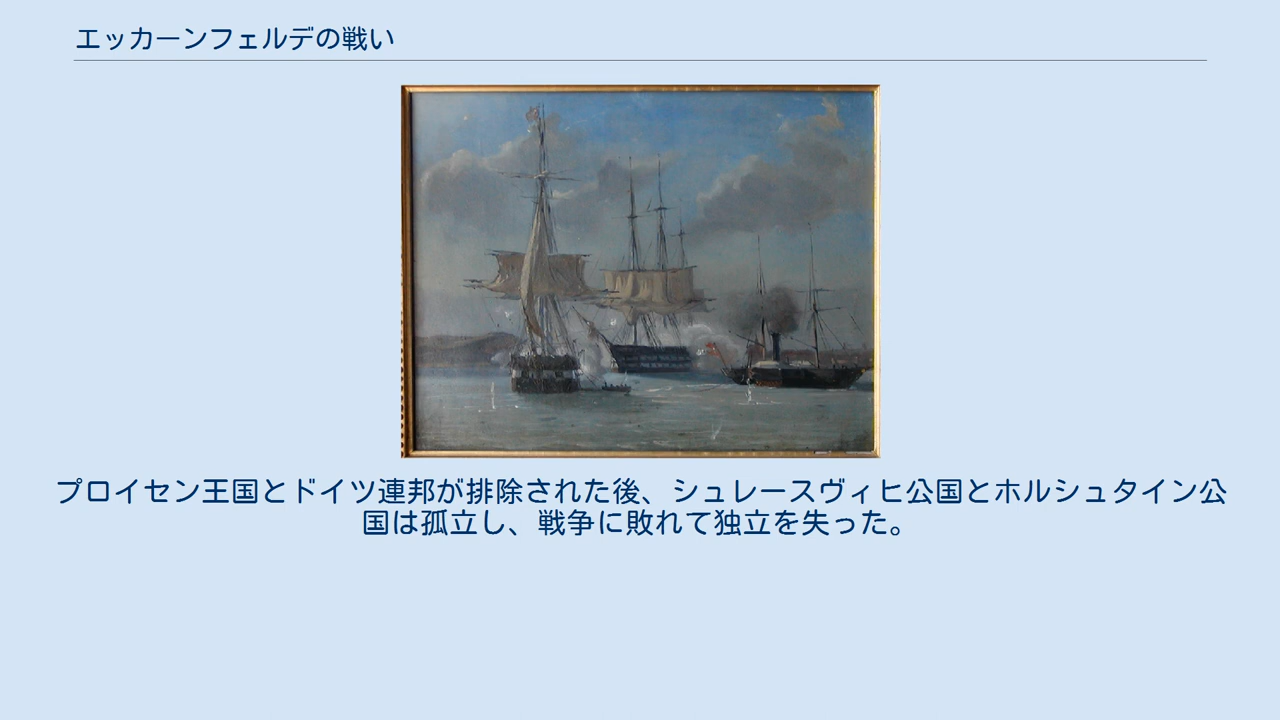 エッカーンフェルデの戦い
プロイセン王国とドイツ連邦が排除された後、シュレースヴィヒ公国とホルシュタイン公
国は孤立し、戦争に敗れて独立を失った。